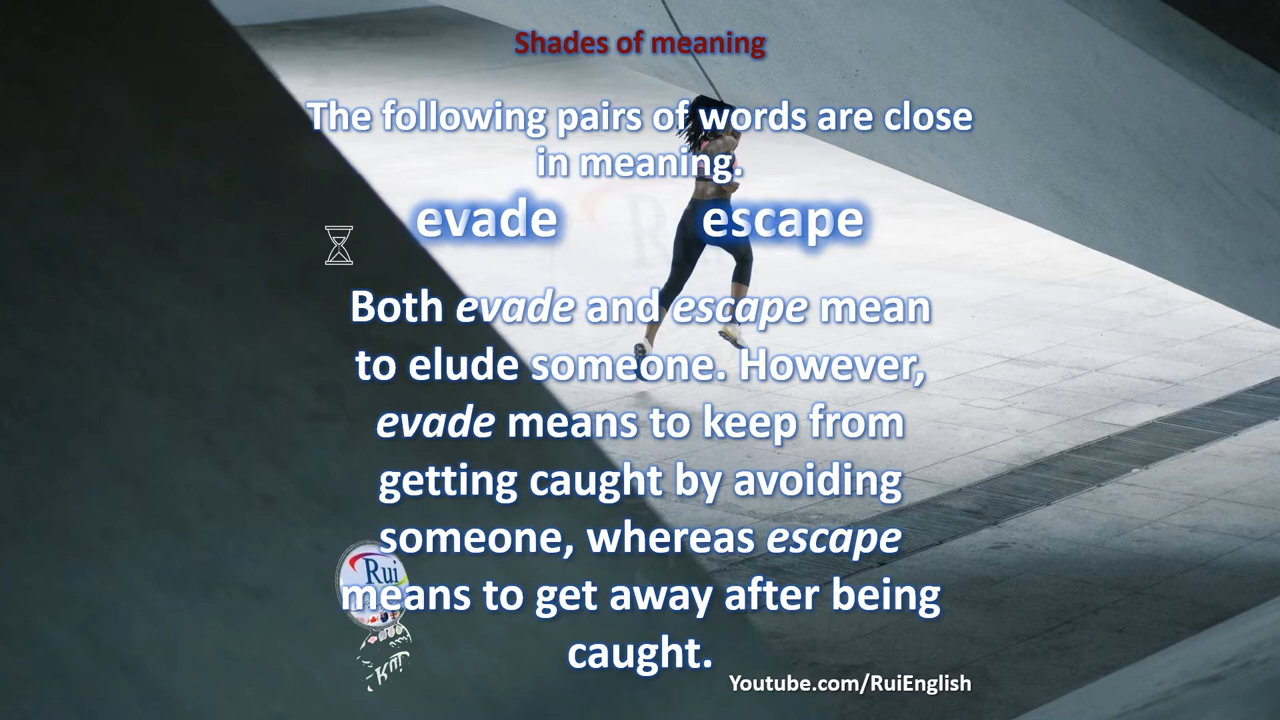 Shades of meaning
The following pairs of words are close
in meaning.
evade escape
Both evade and escape mean
to elude someone. However,
evade means to keep from
getting caught by avoiding
someone, whereas escape
Rui
means to get away after being
caught.
Youtube.com/RuiEnglish